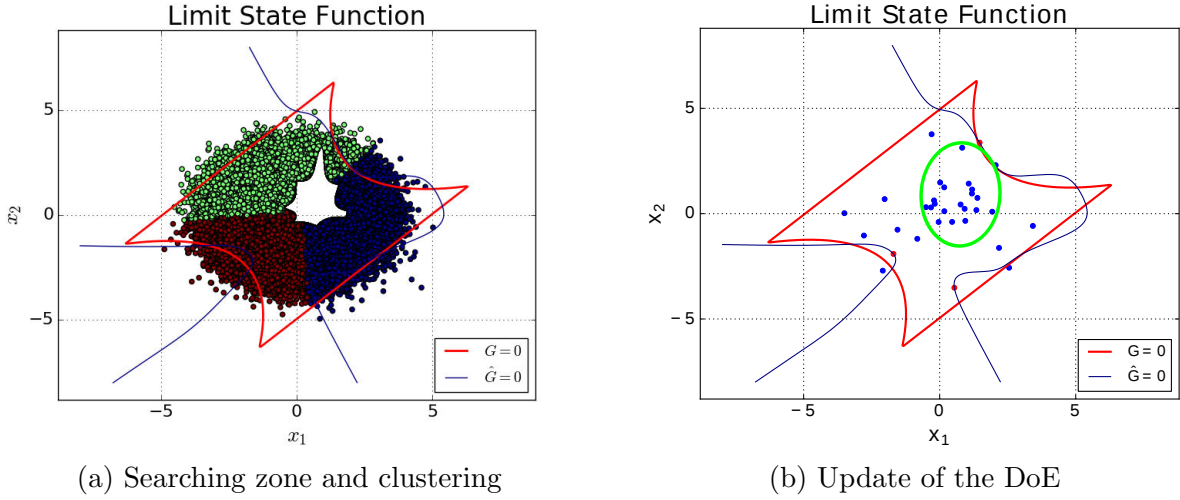 Limit State Function
5
0
−5
−5
0
5
x₂
x₁
G = 0
Ĝ = 0
(a) Searching zone and clustering
Limit State Function
5
0
−5
−5
0
5
x₂
x₁
G = 0
Ĝ = 0
(b) Update of the DoE